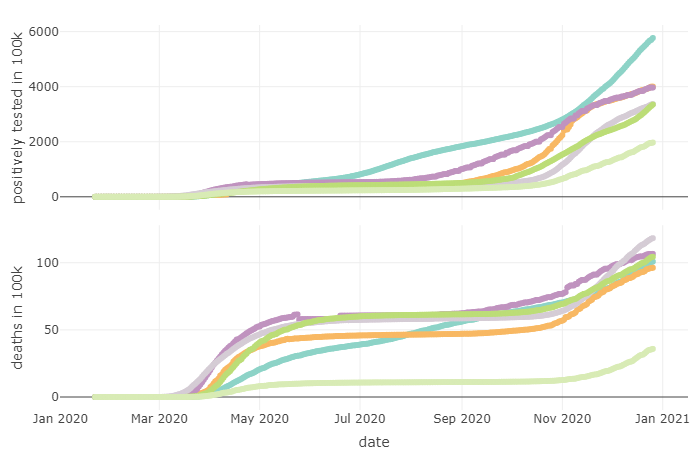 positively tested in 100k
6000
4000
2000
0
deaths in 100k
100
50
0
Jan 2020 Mar 2020 May 2020 Jul 2020 Sep 2020 Nov 2020 Jan 2021
date